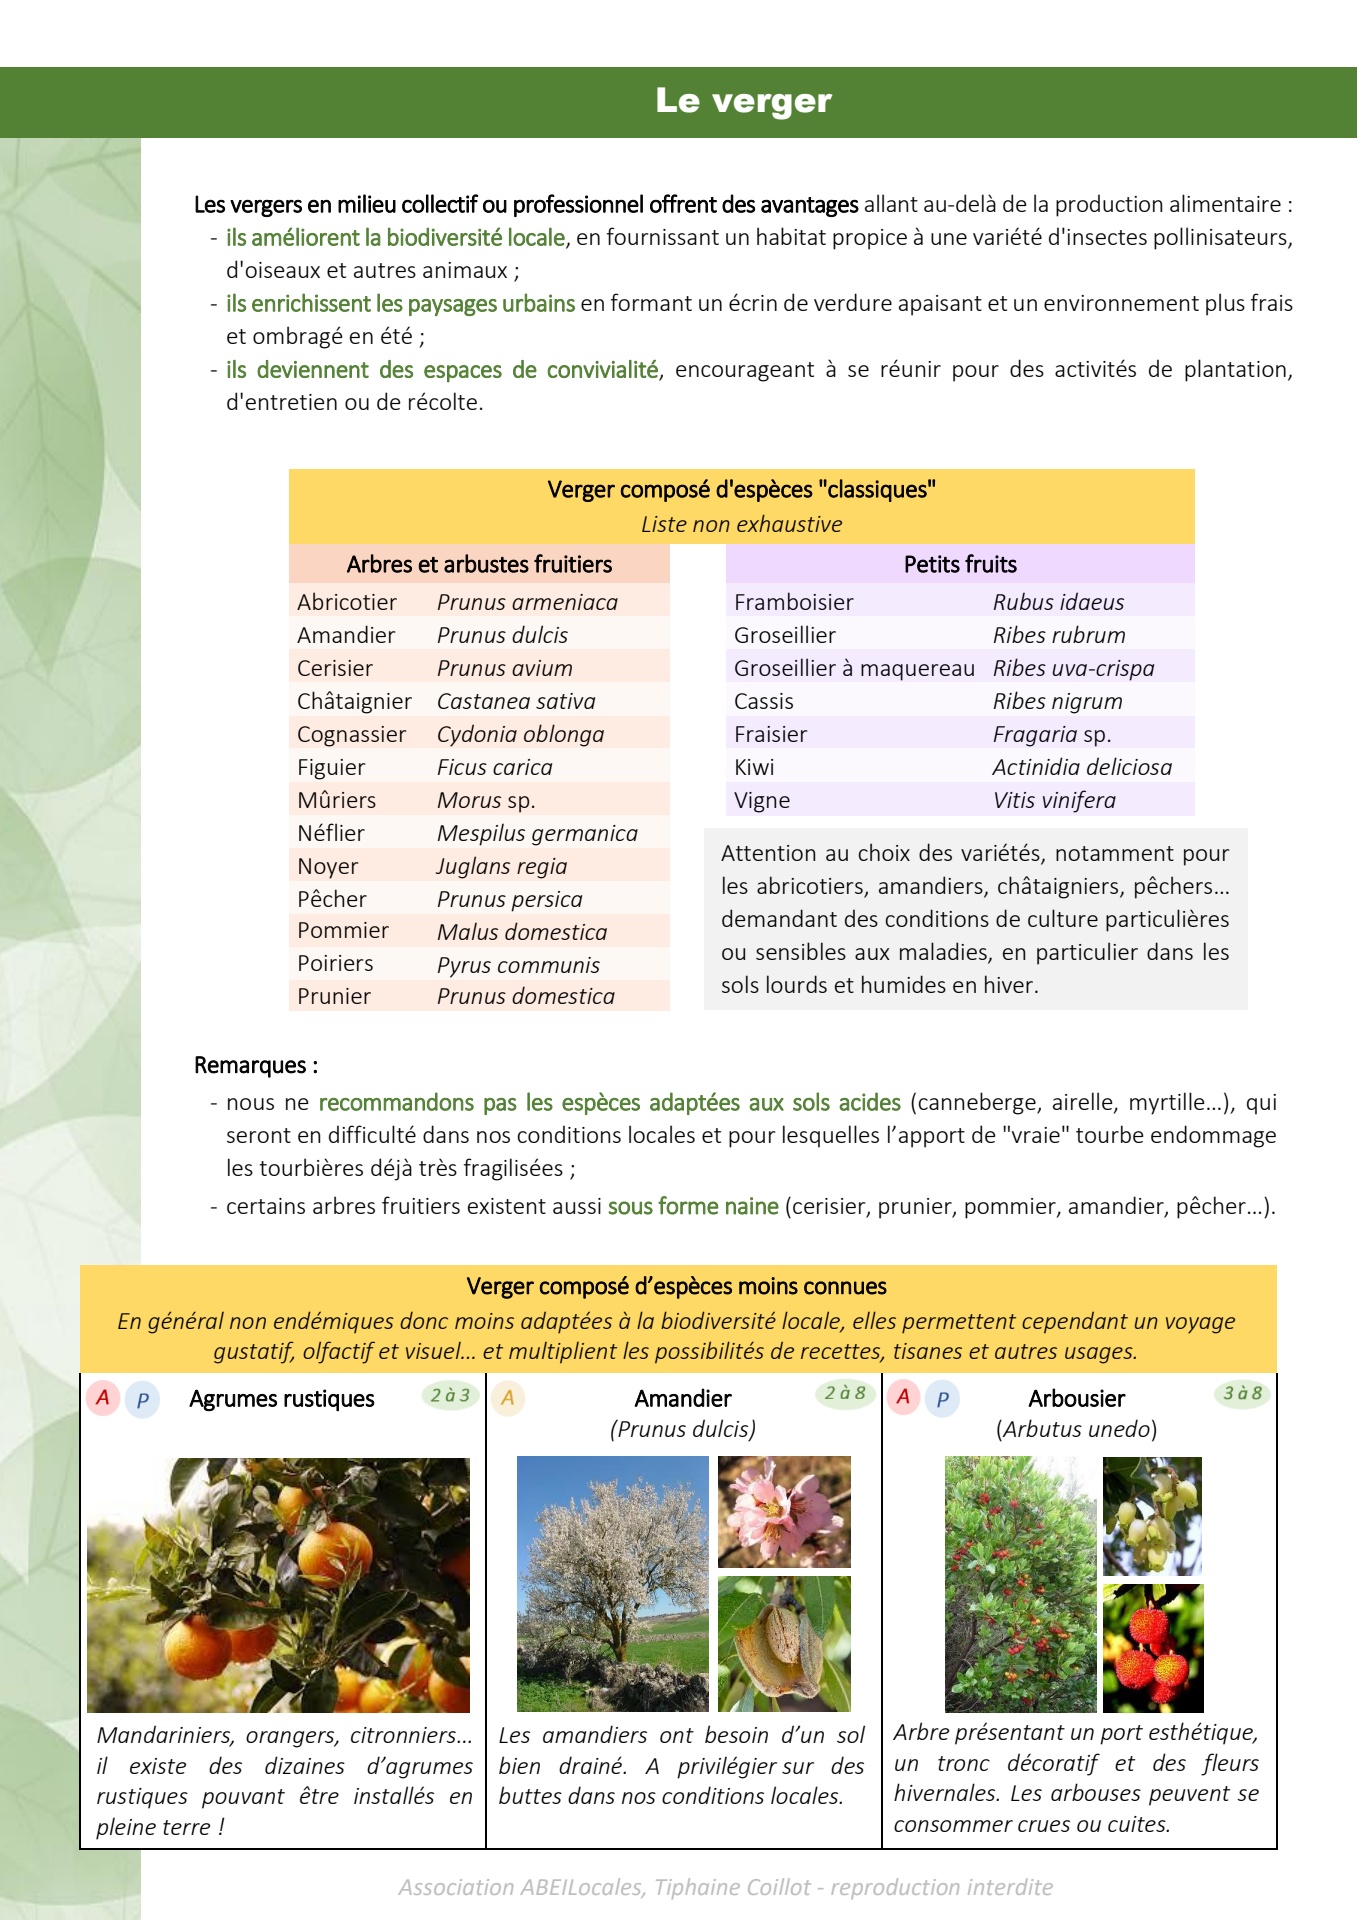 Le verger
Les vergers en milieu collectif ou professionnel offrent des avantages allant au-delà de la production alimentaire :
- ils améliorent la biodiversité locale, en fournissant un habitat propice à une variété d'insectes pollinisateurs,
d'oiseaux et autres animaux ;
- ils enrichissent les paysages urbains en formant un écrin de verdure apaisant et un environnement plus frais
et ombragé en été ;
- ils deviennent des espaces de convivialité, encourageant à se réunir pour des activités de plantation,
d'entretien ou de récolte.
Verger composé d'espèces "classiques"
Liste non exhaustive
Arbres et arbustes fruitiers
Abricotier Prunus armeniaca
Amandier Prunus dulcis
Cerisier Prunus avium
Châtaignier Castanea sativa
Cognassier Cydonia oblonga
Figuier Ficus carica
Mûriers Morus sp.
Néflier Mespilus germanica
Noyer Juglans regia
Pêcher Prunus persica
Pommier Malus domestica
Poiriers Pyrus communis
Prunier Prunus domestica
Petits fruits
Framboisier Rubus idaeus
Groseillier Ribes rubrum
Groseillier à maquereau Ribes uva-crispa
Cassis Ribes nigrum
Fraisier Fragaria sp.
Kiwi Actinidia deliciosa
Vigne Vitis vinifera
Attention au choix des variétés, notamment pour
les abricotiers, amandiers, châtaigniers, pêchers...
demandant des conditions de culture particulières
ou sensibles aux maladies, en particulier dans les
sols lourds et humides en hiver.
Remarques :
- nous ne recommandons pas les espèces adaptées aux sols acides (canneberge, airelle, myrtille...), qui
seront en difficulté dans nos conditions locales et pour lesquelles l’apport de "vraie" tourbe endommage
les tourbières déjà très fragilisées ;
- certains arbres fruitiers existent aussi sous forme naine (cerisier, prunier, pommier, amandier, pêcher...).
Verger composé d’espèces moins connues
En général non endémiques donc moins adaptées à la biodiversité locale, elles permettent cependant un voyage
gustatif, olfactif et visuel... et multiplient les possibilités de recettes, tisanes et autres usages.
A P Agrumes rustiques 2 à 3
Mandariniers, orangers, citronniers...
il existe des dizaines d’agrumes
rustiques pouvant être installés en
pleine terre !
A Amandier 2 à 8
(Prunus dulcis)
Les amandiers ont besoin d’un sol
bien drainé. A privilégier sur des
buttes dans nos conditions locales.
A P Arbousier 3 à 8
(Arbutus unedo)
Arbre présentant un port esthétique,
un tronc décoratif et des fleurs
hivernales. Les arbouses peuvent se
consommer crues ou cuites.
Association ABEILocales, Tiphaine Coillot - reproduction interdite